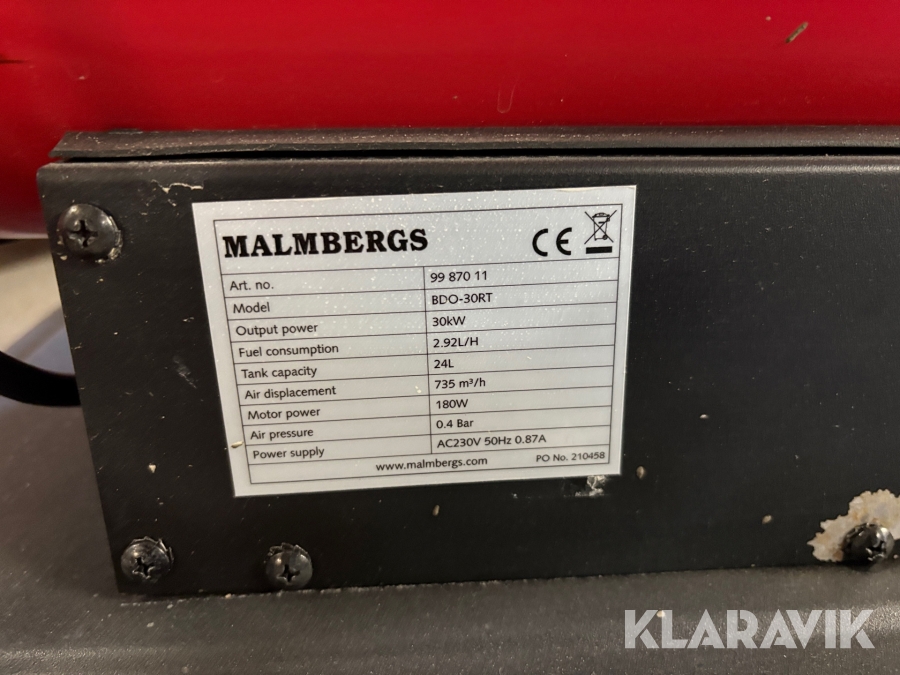 MALMBERGS CE
Art. no. 99 870 11
Model BDO-30RT
Output power 30kW
Fuel consumption 2.92L/H
Tank capacity 24L
Air displacement 735 m³/h
Motor power 180W
Air pressure 0.4 Bar
Power supply AC230V 50Hz 0.87A
www.malmbergs.com PO No. 210458
KLARAVIK